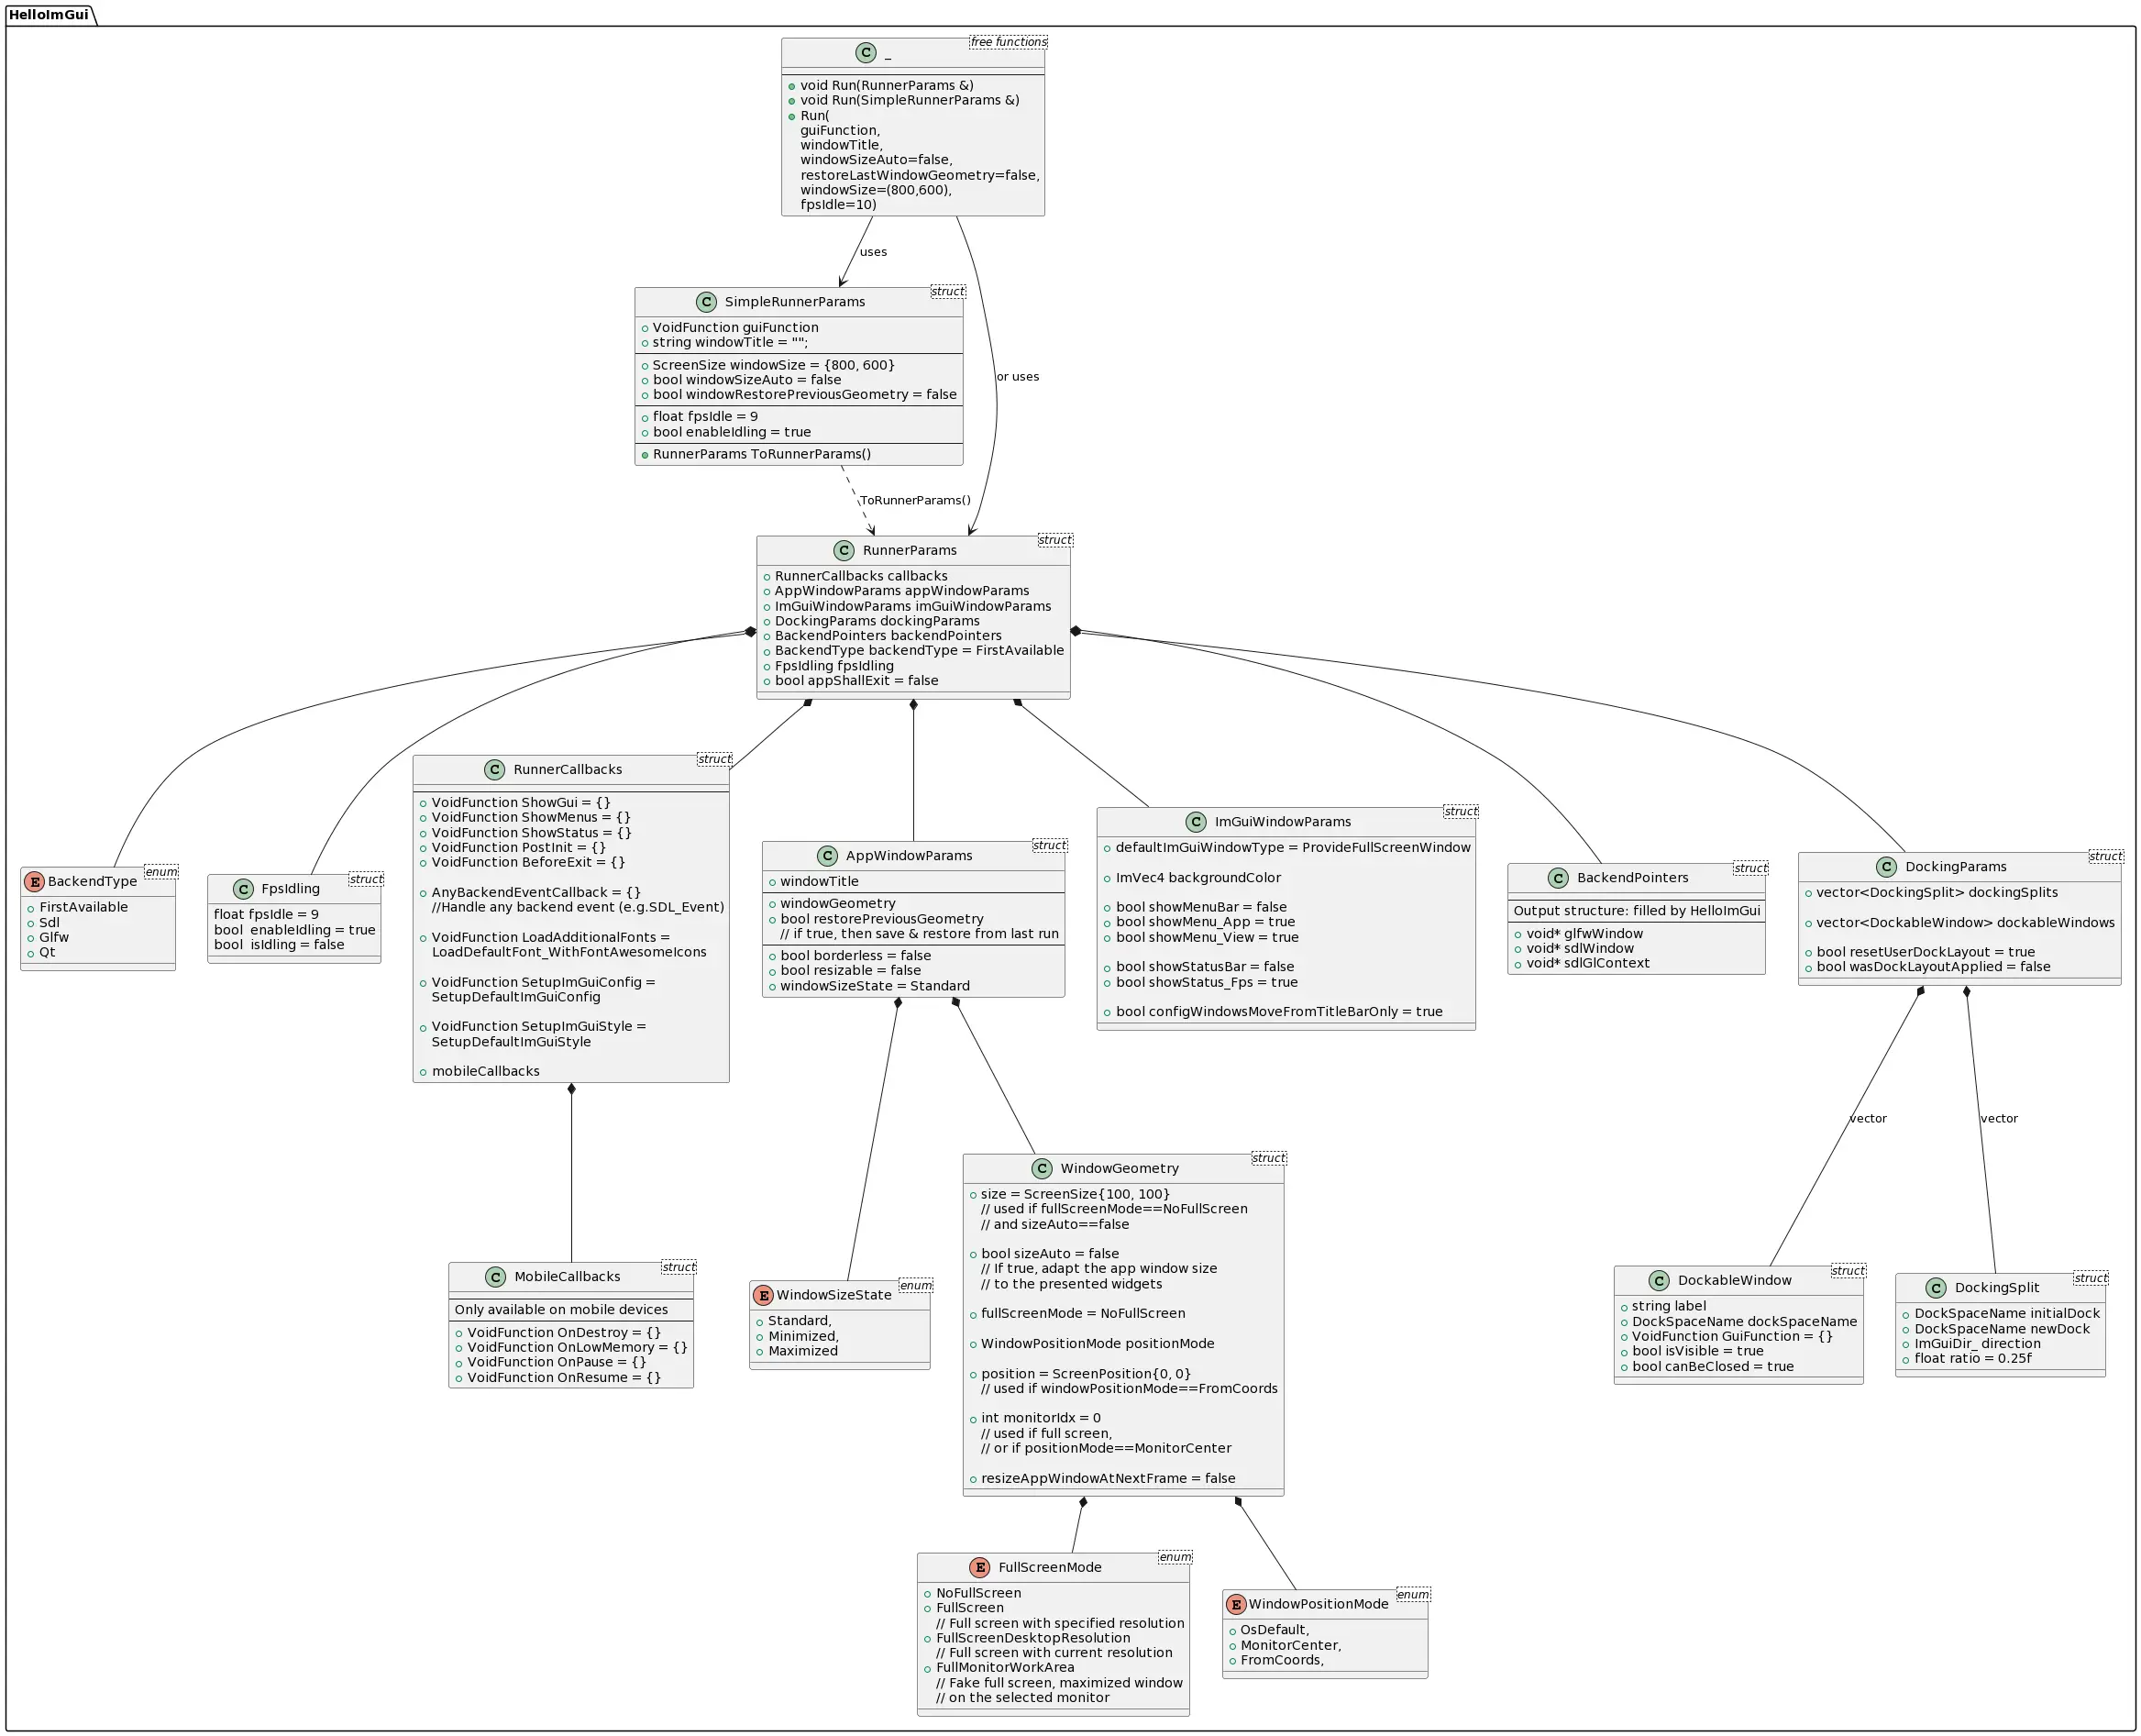 HelloImGui
free functions
C _
void Run(RunnerParams &)
void Run(SimpleRunnerParams &)
Run(
guiFunction,
windowTitle,
windowSizeAuto=false,
restoreLastWindowGeometry=false,
windowSize=(800,600),
fpsIdle=10)
uses
or uses
struct
C SimpleRunnerParams
VoidFunction guiFunction
string windowTitle = "";
ScreenSize windowSize = {800, 600}
bool windowSizeAuto = false
bool windowRestorePreviousGeometry = false
float fpsIdle = 9
bool enableIdling = true
RunnerParams ToRunnerParams()
ToRunnerParams()
struct
C RunnerParams
RunnerCallbacks callbacks
AppWindowParams appWindowParams
ImGuiWindowParams imGuiWindowParams
DockingParams dockingParams
BackendPointers backendPointers
BackendType backendType = FirstAvailable
FpsIdling fpsIdling
bool appShallExit = false
enum
E BackendType
FirstAvailable
Sdl
Glfw
Qt
struct
C FpsIdling
float fpsIdle = 9
bool  enableIdling = true
bool  isIdling = false
struct
C RunnerCallbacks
VoidFunction ShowGui = {}
VoidFunction ShowMenus = {}
VoidFunction ShowStatus = {}
VoidFunction PostInit = {}
VoidFunction BeforeExit = {}
AnyBackendEventCallback = {}
//Handle any backend event (e.g.SDL_Event)
VoidFunction LoadAdditionalFonts =
LoadDefaultFont_WithFontAwesomeIcons
VoidFunction SetupImGuiConfig =
SetupDefaultImGuiConfig
VoidFunction SetupImGuiStyle =
SetupDefaultImGuiStyle
mobileCallbacks
struct
C AppWindowParams
windowTitle
windowGeometry
bool restorePreviousGeometry
// if true, then save & restore from last run
bool borderless = false
bool resizable = false
windowSizeState = Standard
struct
C ImGuiWindowParams
defaultImGuiWindowType = ProvideFullScreenWindow
ImVec4 backgroundColor
bool showMenuBar = false
bool showMenu_App = true
bool showMenu_View = true
bool showStatusBar = false
bool showStatus_Fps = true
bool configWindowsMoveFromTitleBarOnly = true
struct
C BackendPointers
Output structure: filled by HelloImGui
void* glfwWindow
void* sdlWindow
void* sdlGlContext
struct
C DockingParams
vector<DockingSplit> dockingSplits
vector<DockableWindow> dockableWindows
bool resetUserDockLayout = true
bool wasDockLayoutApplied = false
vector
vector
struct
C MobileCallbacks
Only available on mobile devices
VoidFunction OnDestroy = {}
VoidFunction OnLowMemory = {}
VoidFunction OnPause = {}
VoidFunction OnResume = {}
enum
E WindowSizeState
Standard,
Minimized,
Maximized
struct
C WindowGeometry
size = ScreenSize{100, 100}
// used if fullScreenMode==NoFullScreen
// and sizeAuto==false
bool sizeAuto = false
// If true, adapt the app window size
// to the presented widgets
fullScreenMode = NoFullScreen
WindowPositionMode positionMode
position = ScreenPosition{0, 0}
// used if windowPositionMode==FromCoords
int monitorIdx = 0
// used if full screen,
// or if positionMode==MonitorCenter
resizeAppWindowAtNextFrame = false
struct
C DockableWindow
string label
DockSpaceName dockSpaceName
VoidFunction GuiFunction = {}
bool isVisible = true
bool canBeClosed = true
struct
C DockingSplit
DockSpaceName initialDock
DockSpaceName newDock
ImGuiDir_ direction
float ratio = 0.25f
enum
E FullScreenMode
NoFullScreen
FullScreen
// Full screen with specified resolution
FullScreenDesktopResolution
// Full screen with current resolution
FullMonitorWorkArea
// Fake full screen, maximized window
// on the selected monitor
enum
E WindowPositionMode
OsDefault,
MonitorCenter,
FromCoords,